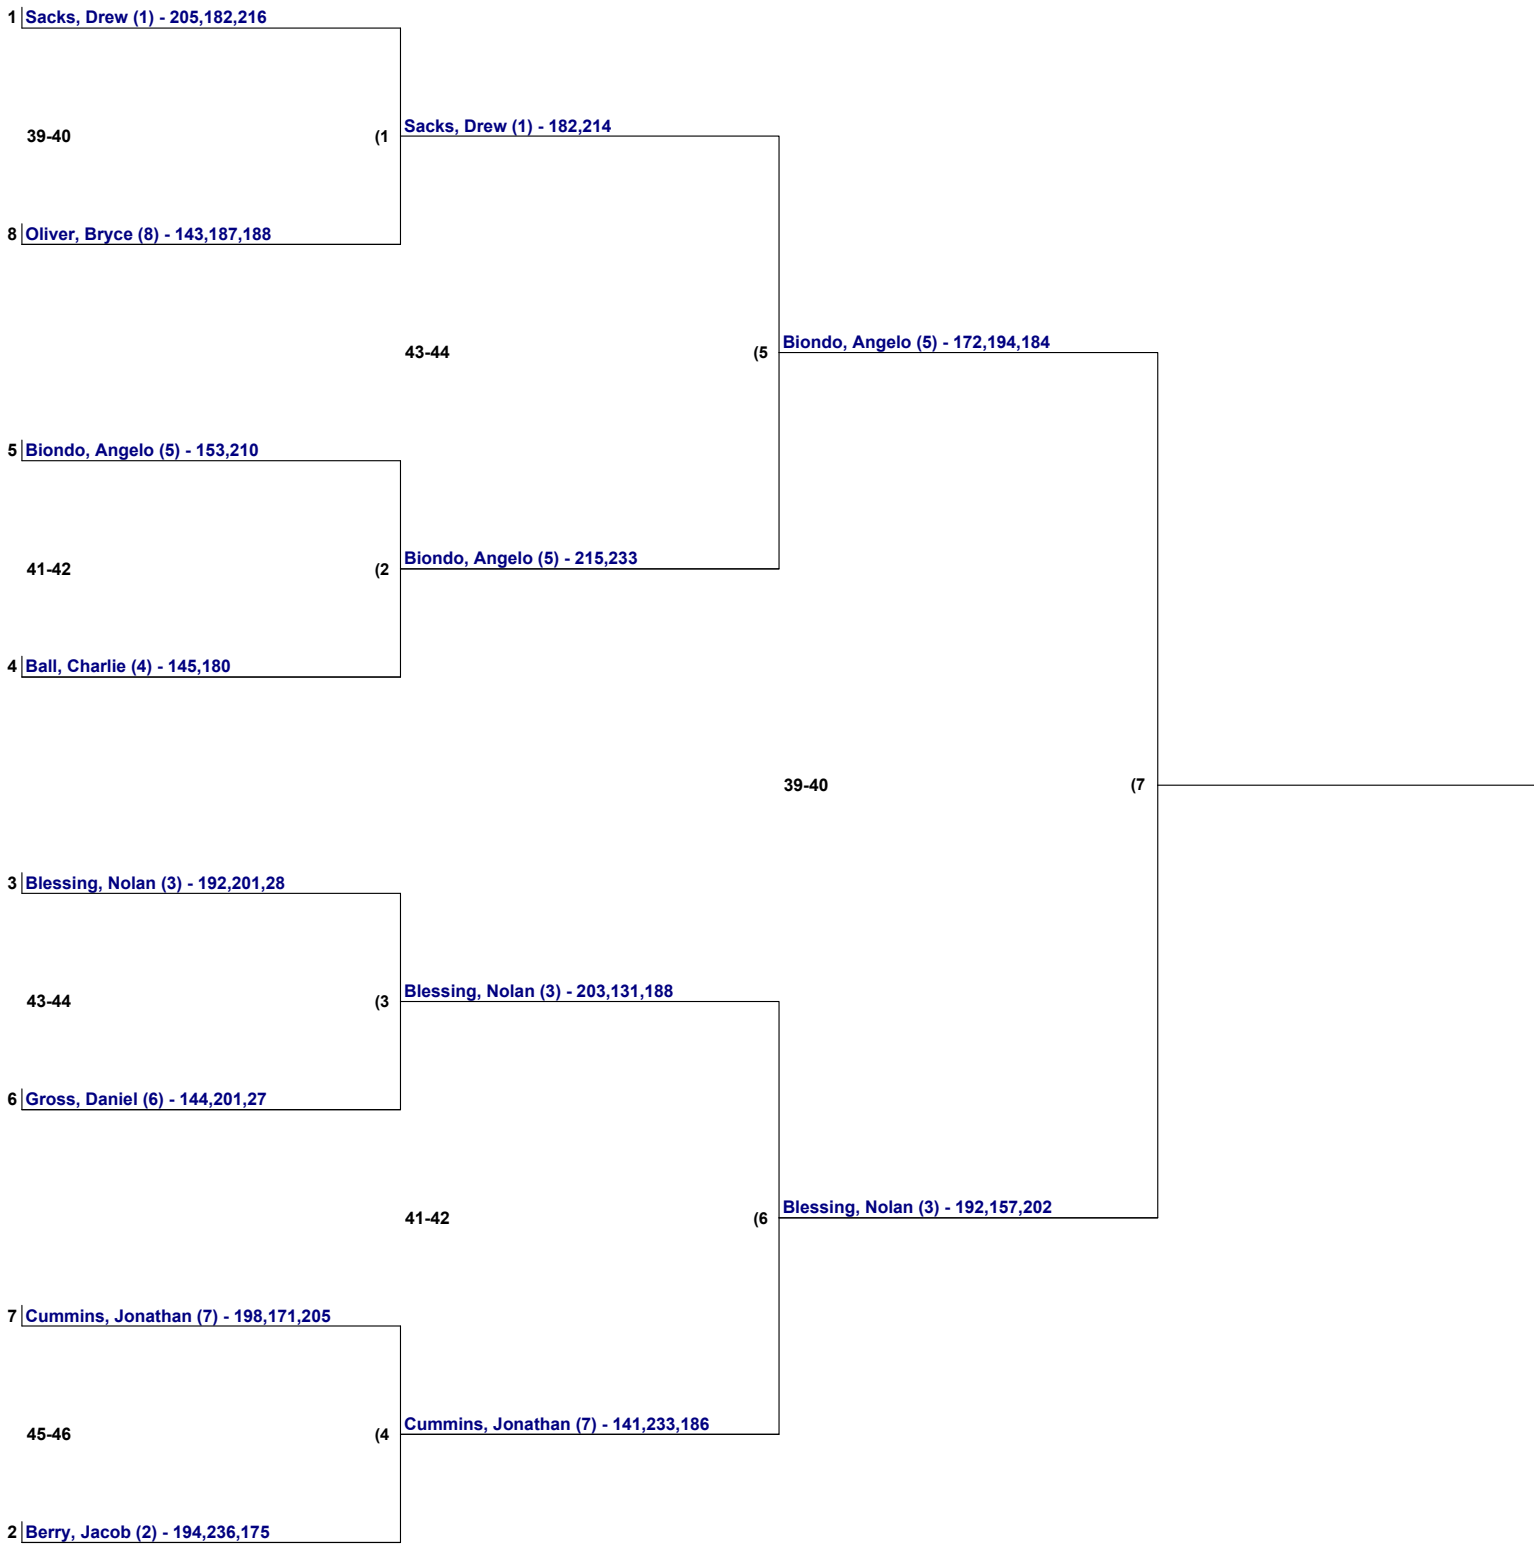 1 Sacks, Drew (1) - 205,182,216
Sacks, Drew (1) - 182,214
39-40 (1
8 Oliver, Bryce (8) - 143,187,188
Biondo, Angelo (5) - 172,194,184
43-44 (5
5 Biondo, Angelo (5) - 153,210
Biondo, Angelo (5) - 215,233
41-42 (2
4 Ball, Charlie (4) - 145,180
39-40 (7
3 Blessing, Nolan (3) - 192,201,28
Blessing, Nolan (3) - 203,131,188
43-44 (3
6 Gross, Daniel (6) - 144,201,27
Blessing, Nolan (3) - 192,157,202
41-42 (6
7 Cummins, Jonathan (7) - 198,171,205
Cummins, Jonathan (7) - 141,233,186
45-46 (4
2 Berry, Jacob (2) - 194,236,175